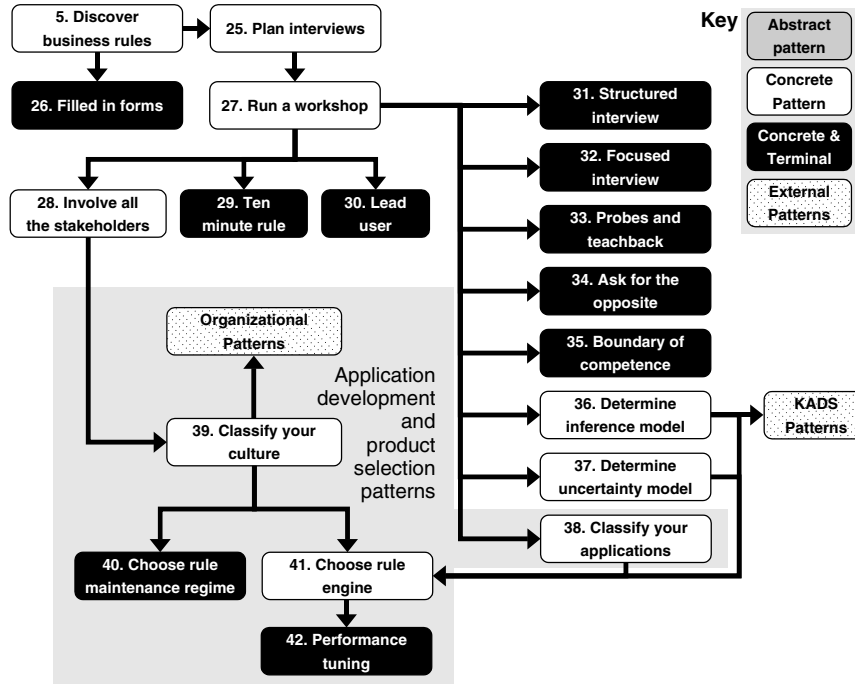 5. Discover
business rules
25. Plan interviews
Key
Abstract
pattern
Concrete
Pattern
Concrete &
Terminal
External
Patterns
26. Filled in forms
27. Run a workshop
31. Structured
interview
32. Focused
interview
28. Involve all
the stakeholders
29. Ten
minute rule
30. Lead
user
33. Probes and
teachback
34. Ask for the
opposite
Organizational
Patterns
35. Boundary of
competence
Application
development
and
product
selection
patterns
36. Determine
inference model
KADS
Patterns
39. Classify your
culture
37. Determine
uncertainty model
38. Classify your
applications
40. Choose rule
maintenance regime
41. Choose rule
engine
42. Performance
tuning